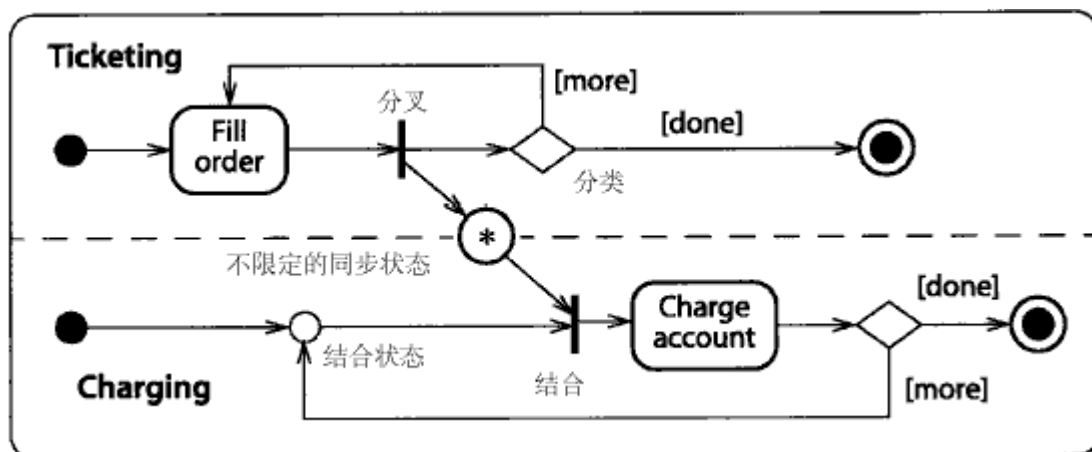 Ticketing
[more]
分叉
Fill
order
[done]
分类
*
不限定的同步状态
[done]
Charge
account
结合状态
结合
Charging
[more]